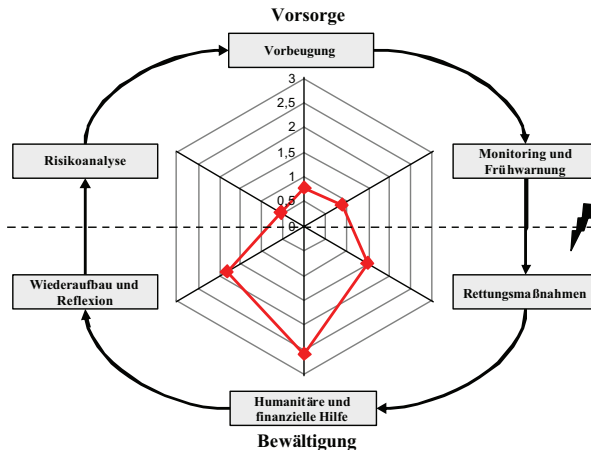 Vorsorge
Vorbeugung
3
2,5
2
1,5
1
0,5
0
Risikoanalyse
Monitoring und
Frühwarnung
Wiederaufbau und
Reflexion
Rettungsmaßnahmen
Humanitäre und
finanzielle Hilfe
Bewältigung